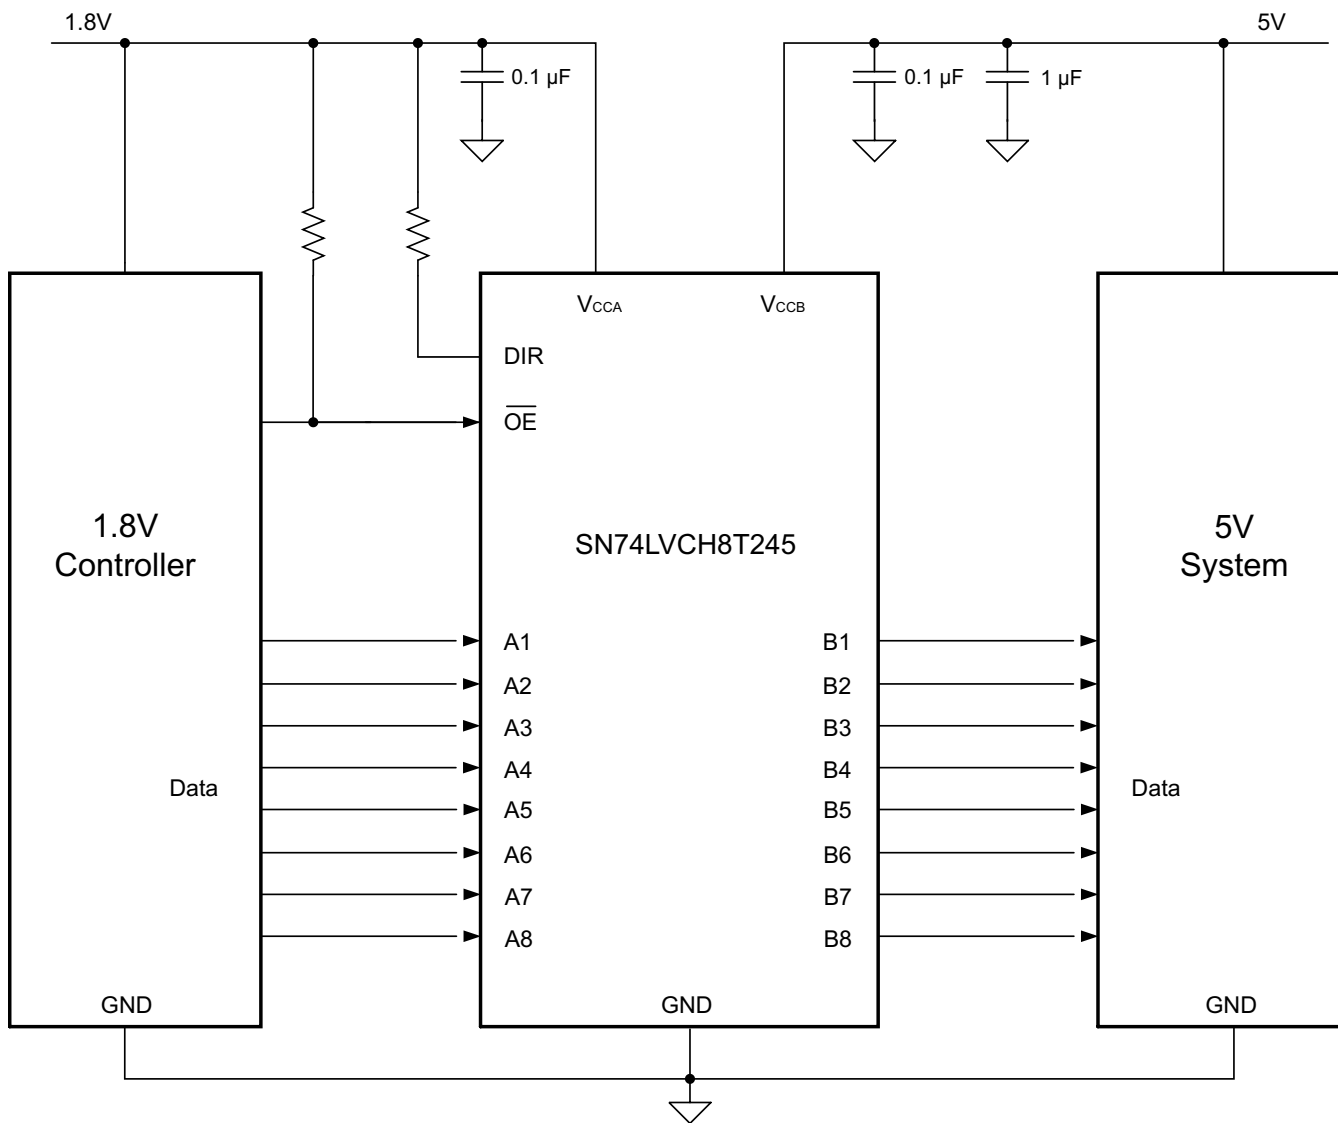 1.8V
5V
0.1 µF
0.1 µF
1 µF
VCCA
VCCB
DIR
OE
1.8V
Controller
SN74LVCH8T245
5V
System
A1
B1
A2
B2
A3
B3
A4
B4
Data
Data
A5
B5
A6
B6
A7
B7
A8
B8
GND
GND
GND